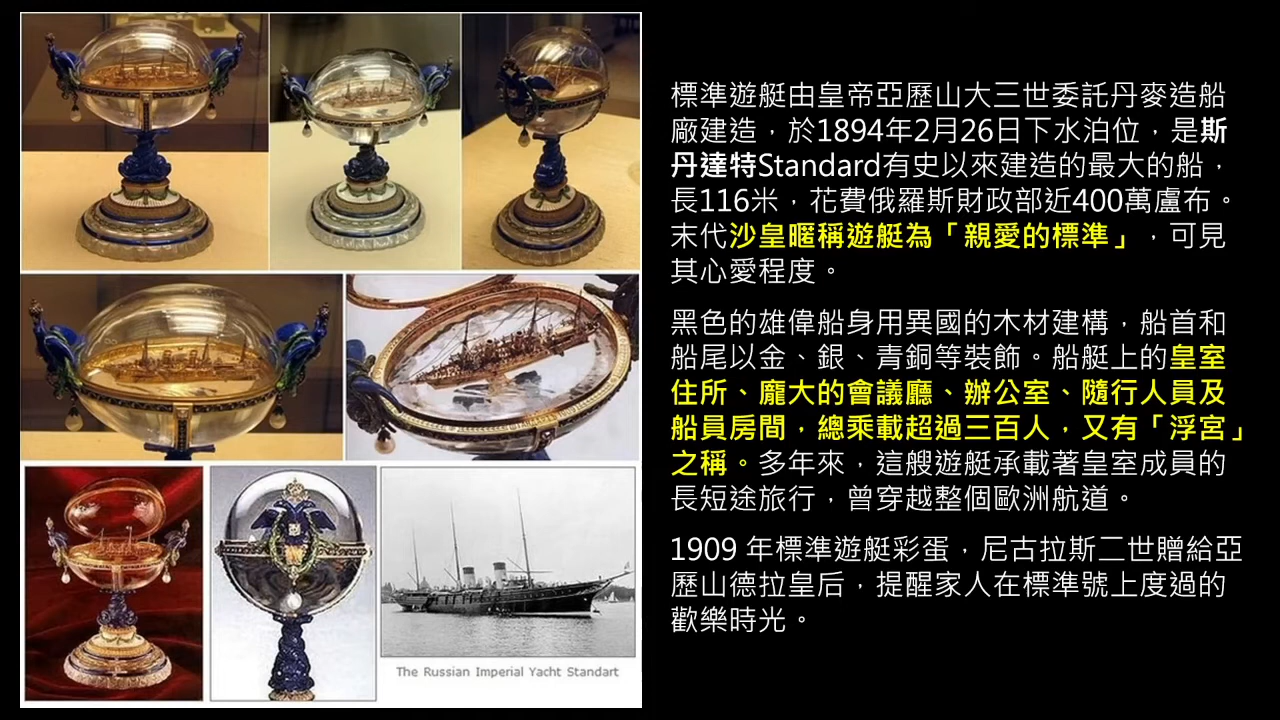 標準遊艇由皇帝亞歷山大三世委託丹麥造船
廠建造，於1894年2月26日下水泊位，是斯
丹達特Standard有史以來建造的最大的船，
長116米，花費俄羅斯財政部近400萬盧布。
末代沙皇暱稱遊艇為「親愛的標準」，可見
其心愛程度。
黑色的雄偉船身用異國的木材建構，船首和
船尾以金、銀、青銅等裝飾。船艇上的皇室
住所、龐大的會議廳、辦公室、隨行人員及
船員房間，總乘載超過三百人，又有「浮宮」
之稱。多年來，這艘遊艇承載著皇室成員的
長短途旅行，曾穿越整個歐洲航道。
1909 年標準遊艇彩蛋，尼古拉斯二世贈給亞
歷山德拉皇后，提醒家人在標準號上度過的
歡樂時光。
The Russian Imperial Yacht Standart